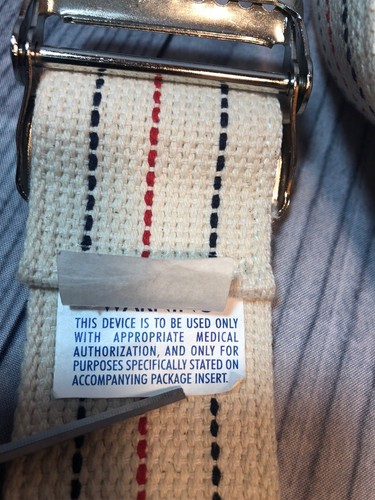 THIS DEVICE IS TO BE USED ONLY
WITH APPROPRIATE MEDICAL
AUTHORIZATION, AND ONLY FOR
PURPOSES SPECIFICALLY STATED ON
ACCOMPANYING PACKAGE INSERT.